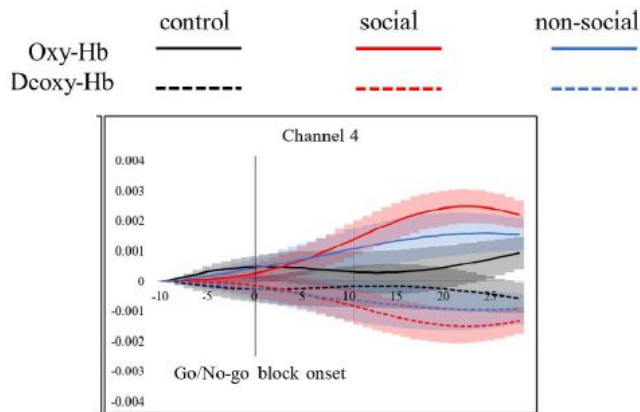 control social non-social
Oxy-Hb
Deoxy-Hb
Channel 4
0.004
0.003
0.002
0.001
0
-10 -5 0 5 10 15 20 25
-0.001
-0.002
Go/No-go block onset
-0.003
-0.004